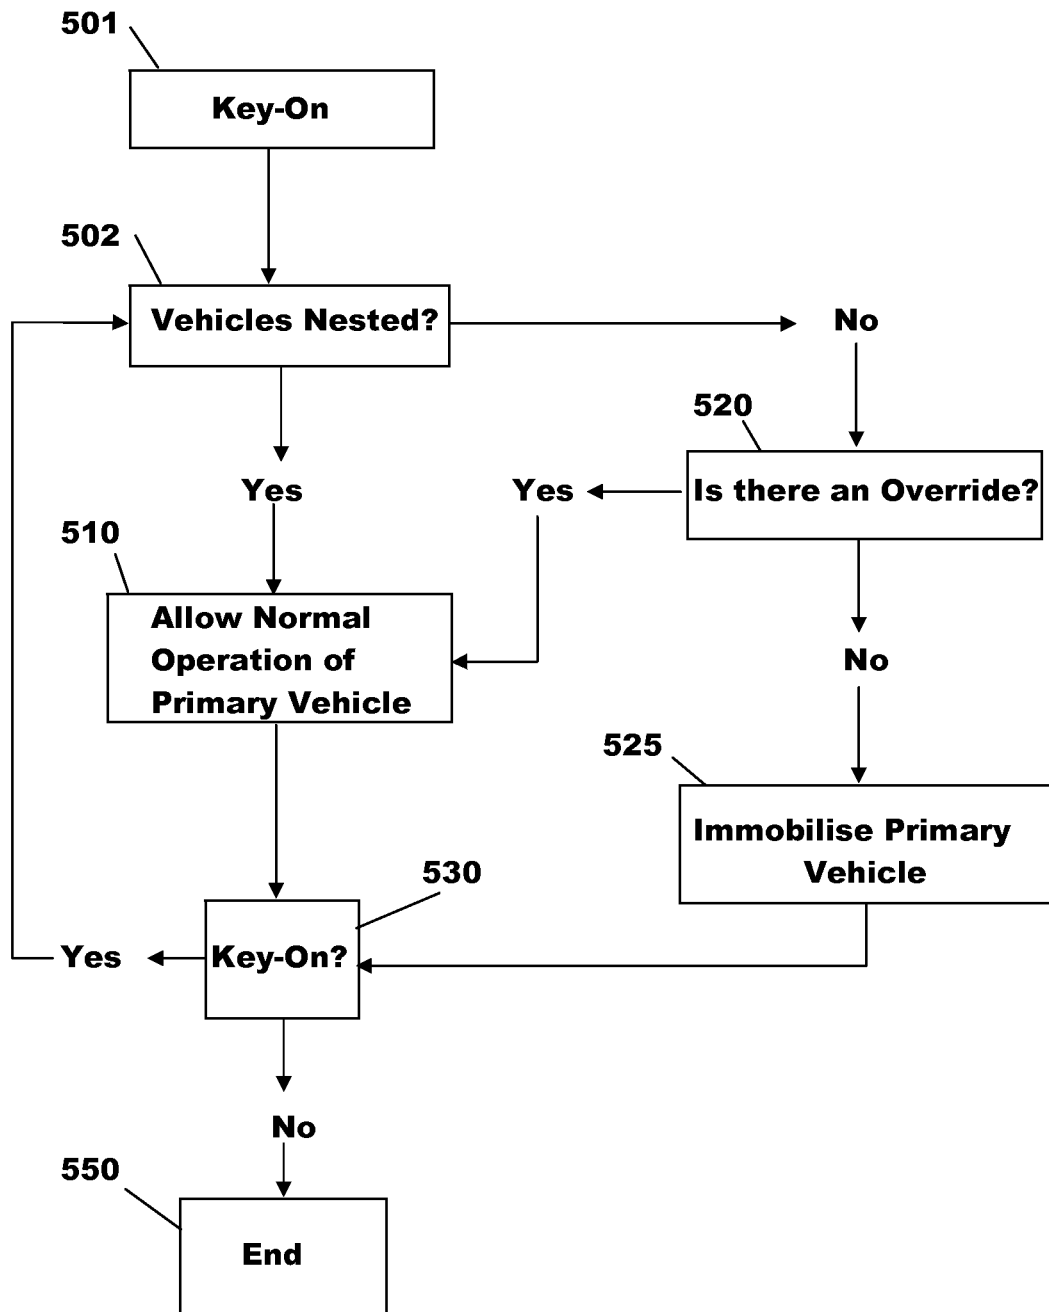 501
Key-On
502
Vehicles Nested?
No
520
Yes
Yes
Is there an Override?
510
Allow Normal
Operation of
Primary Vehicle
No
525
Immobilise Primary
Vehicle
530
Yes
Key-On?
No
550
End